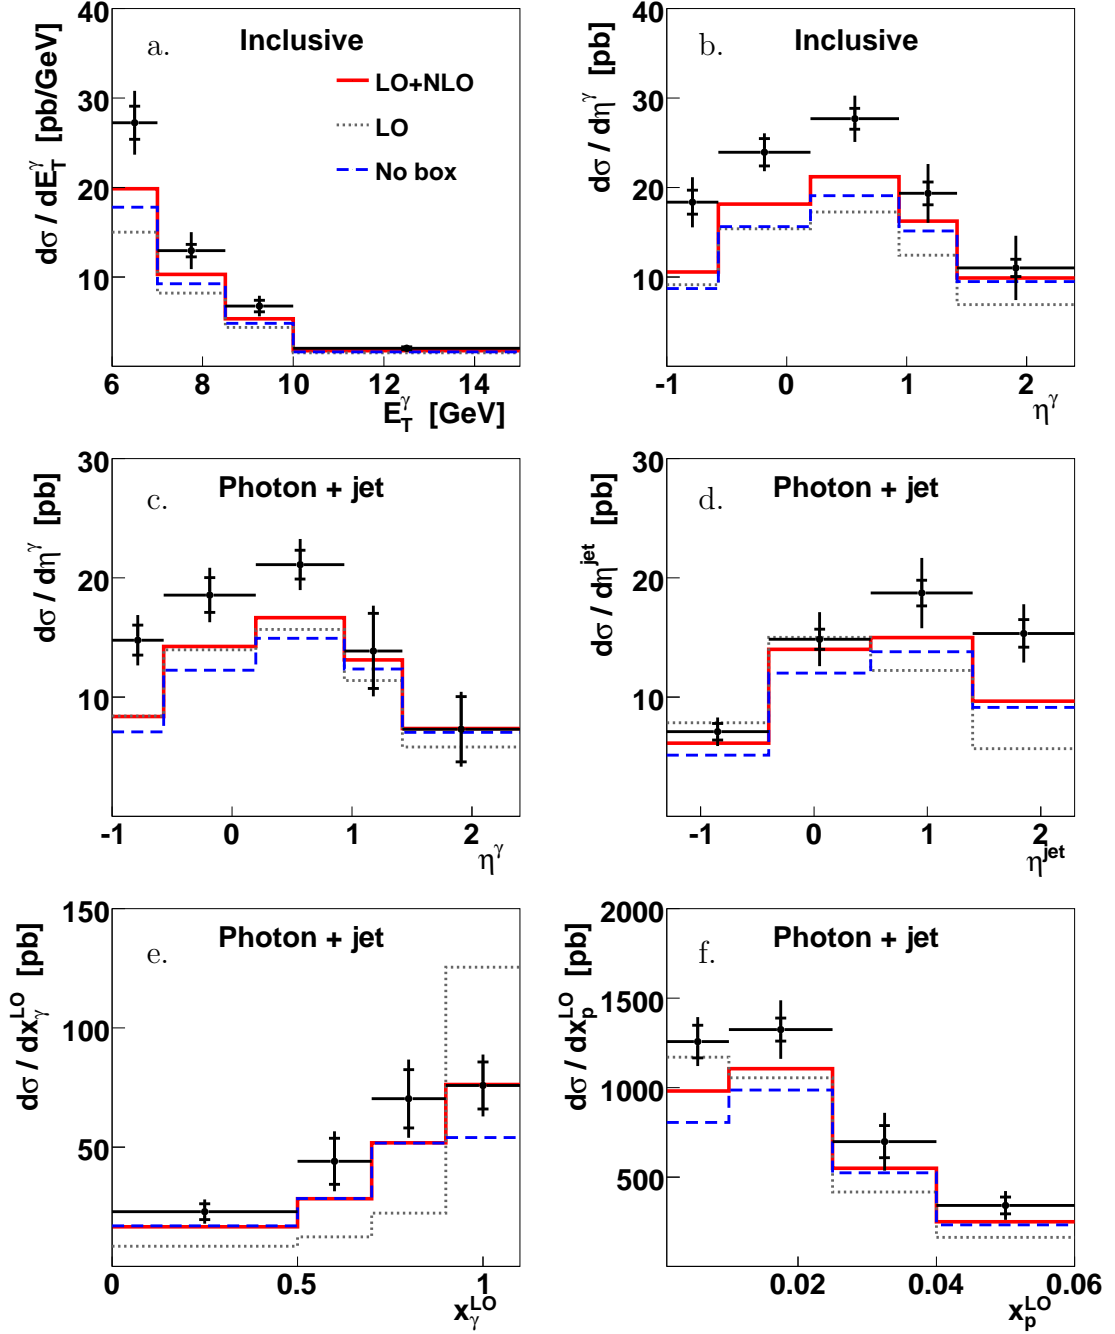 a.
Inclusive
LO+NLO
LO
No box
dσ / dE_T^γ [pb/GeV]
40
30
20
10
6
8
10
12
14
E_T^γ [GeV]
b.
Inclusive
dσ / dη^γ [pb]
40
30
20
10
-1
0
1
2
η^γ
c.
Photon + jet
dσ / dη^γ [pb]
30
20
10
-1
0
1
2
η^γ
d.
Photon + jet
dσ / dη^jet [pb]
30
20
10
-1
0
1
2
η^jet
e.
Photon + jet
dσ / dx_γ^LO [pb]
150
100
50
0
0.5
1
x_γ^LO
f.
Photon + jet
dσ / dx_p^LO [pb]
2000
1500
1000
500
0.02
0.04
0.06
x_p^LO